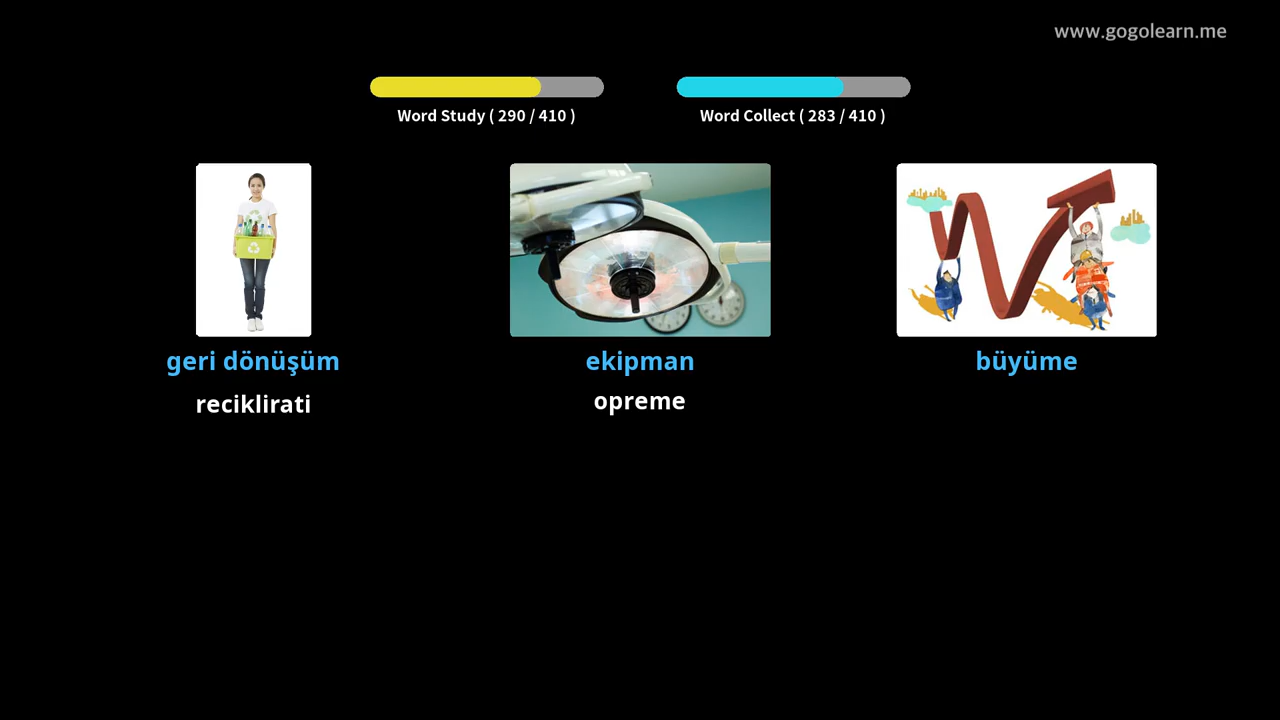 www.gogolearn.me
Word Study ( 290 / 410 )
Word Collect ( 283 / 410 )
geri dönüşüm
ekipman
büyüme
reciklirati
opreme